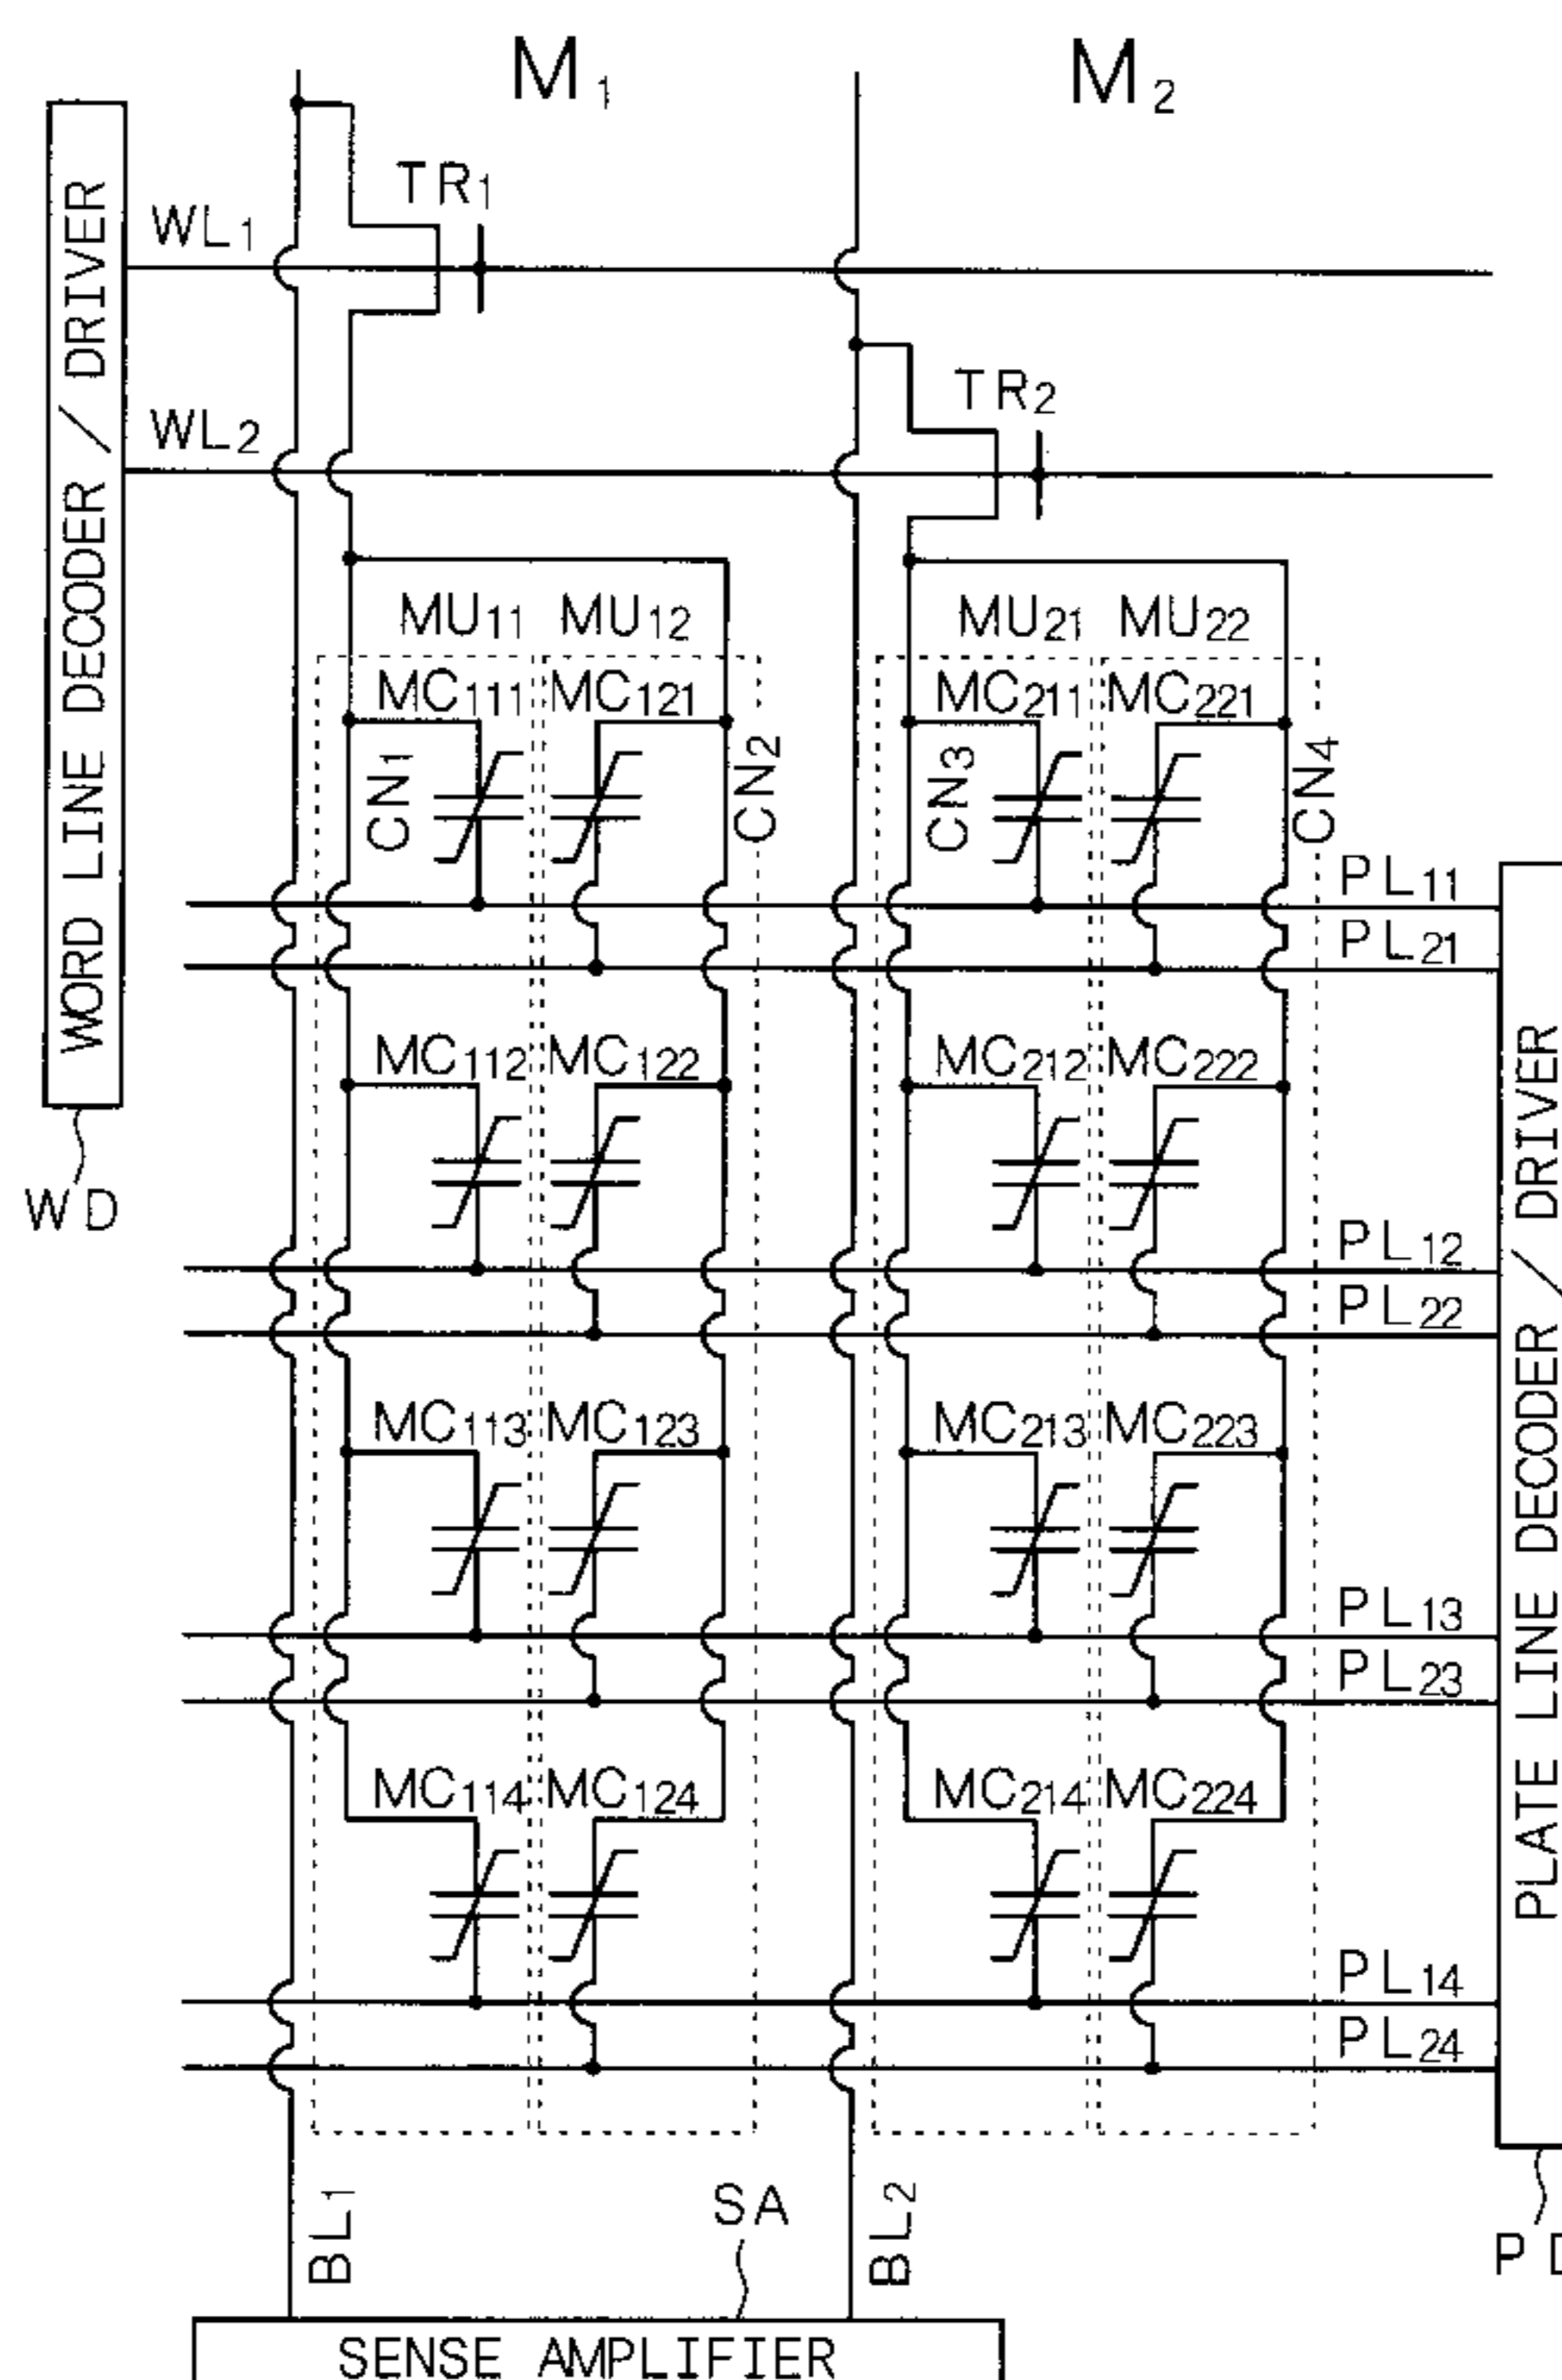 M1 M2
TR1
WL1
TR2
WL2
WORD LINE DECODER / DRIVER
WD
MU11 MU12 MU21 MU22
MC111 MC121 MC211 MC221
CN1 CN2 CN3 CN4
PL11
PL21
MC112 MC122 MC212 MC222
PL12
PL22
MC113 MC123 MC213 MC223
PL13
PL23
MC114 MC124 MC214 MC224
PL14
PL24
PLATE LINE DECODER / DRIVER
BL1 SA BL2
SENSE AMPLIFIER